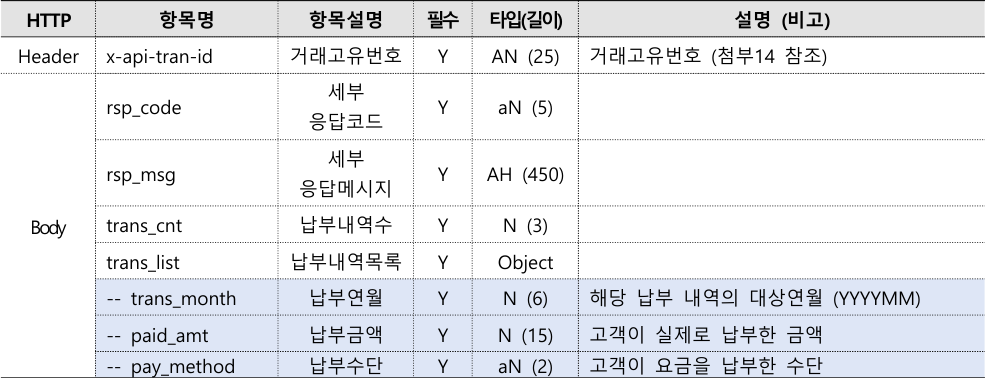 HTTP 항목명 항목설명 필수 타입(길이) 설명 (비고)
Header x-api-tran-id 거래고유번호 Y AN (25) 거래고유번호 (첨부14 참조)
Body
rsp_code 세부 응답코드 Y aN (5)
rsp_msg 세부 응답메시지 Y AH (450)
trans_cnt 납부내역수 Y N (3)
trans_list 납부내역목록 Y Object
-- trans_month 납부연월 Y N (6) 해당 납부 내역의 대상연월 (YYYYMM)
-- paid_amt 납부금액 Y N (15) 고객이 실제로 납부한 금액
-- pay_method 납부수단 Y aN (2) 고객이 요금을 납부한 수단